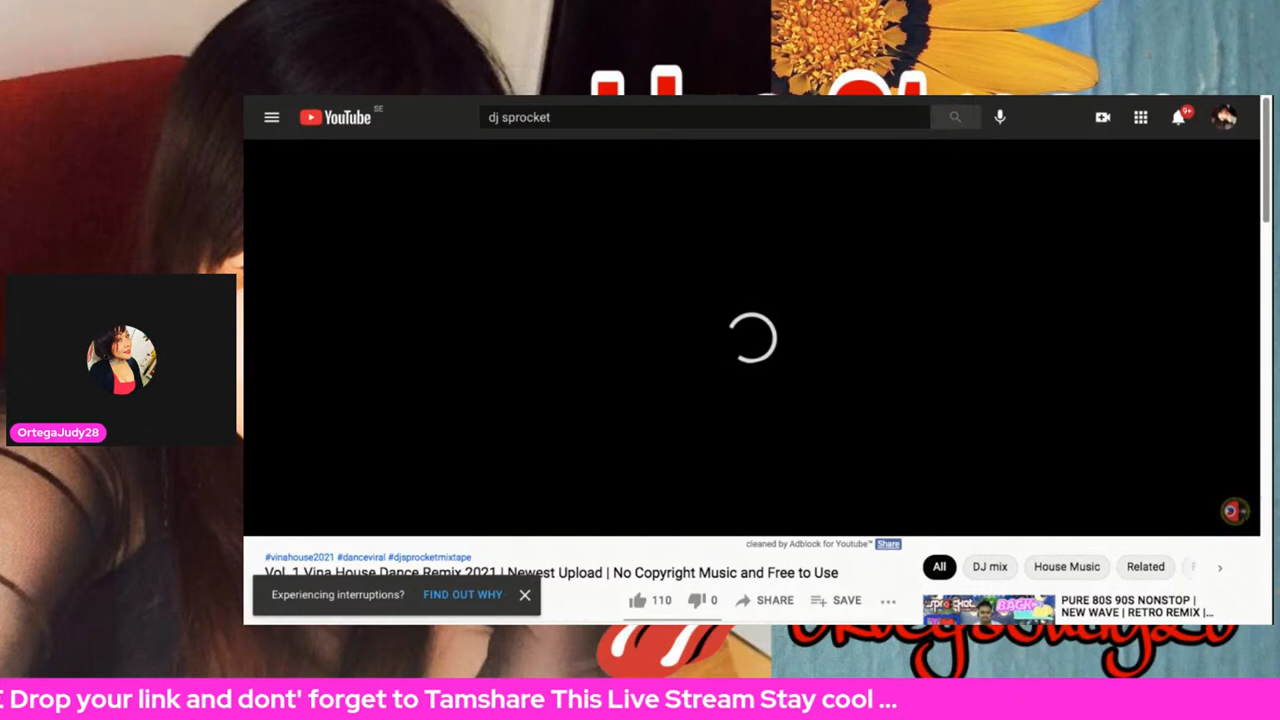 YouTube SE
dj sprocket
9+
OrtegaJudy28
cleaned by Adblock for Youtube™ Share
#vinahouse2021 #danceviral #djsprocketmixtape
Vol. 1 Vina House Dance Remix 2021 | Newest Upload | No Copyright Music and Free to Use
Experiencing interruptions? FIND OUT WHY
110 0 SHARE SAVE
All DJ mix House Music Related
PURE 80S 90S NONSTOP |
NEW WAVE | RETRO REMIX |...
Drop your link and dont' forget to Tamshare This Live Stream Stay cool ...